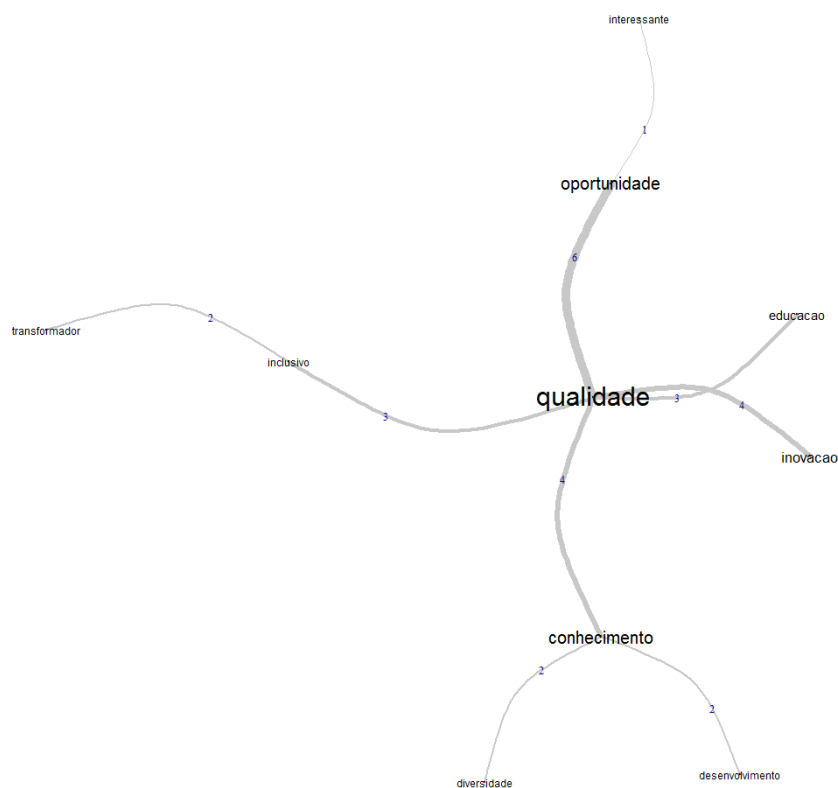 interessante
1
oportunidade
6
educacao
2
transformador
inclusivo
qualidade
3
4
3
inovacao
4
conhecimento
2
2
diversidade
desenvolvimento